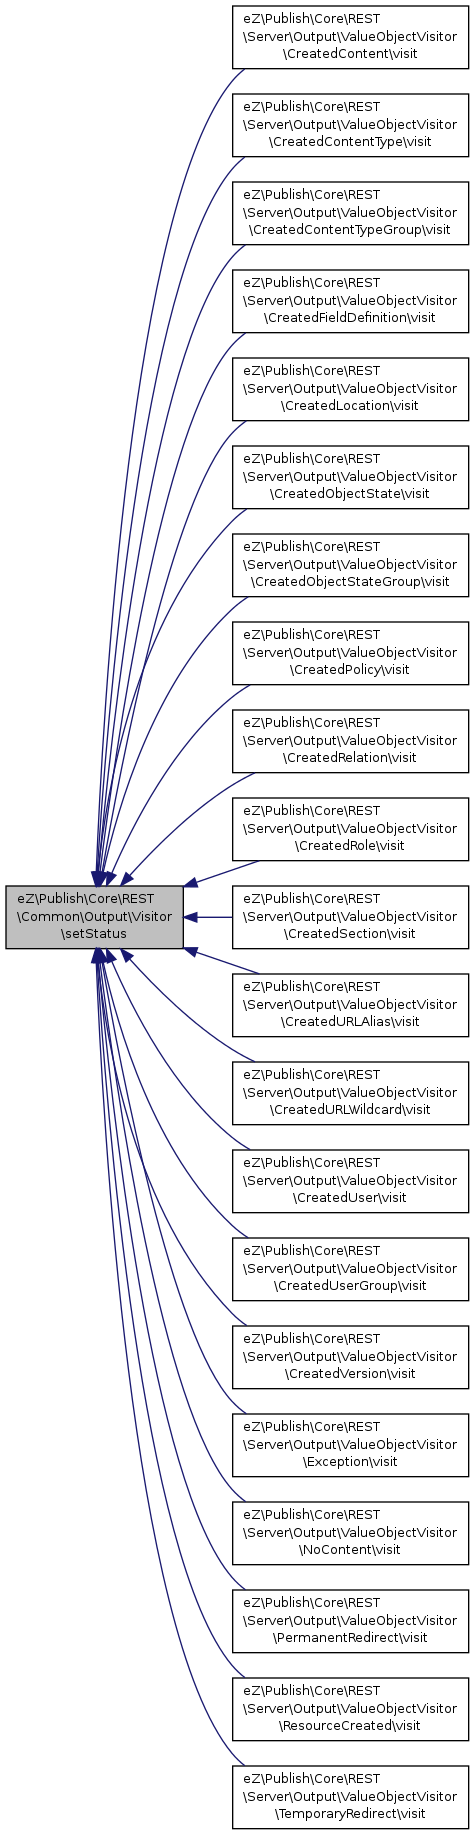 eZ\Publish\Core\REST
\Common\Output\Visitor
\setStatus
eZ\Publish\Core\REST
\Server\Output\ValueObjectVisitor
\CreatedContent\visit
eZ\Publish\Core\REST
\Server\Output\ValueObjectVisitor
\CreatedContentType\visit
eZ\Publish\Core\REST
\Server\Output\ValueObjectVisitor
\CreatedContentTypeGroup\visit
eZ\Publish\Core\REST
\Server\Output\ValueObjectVisitor
\CreatedFieldDefinition\visit
eZ\Publish\Core\REST
\Server\Output\ValueObjectVisitor
\CreatedLocation\visit
eZ\Publish\Core\REST
\Server\Output\ValueObjectVisitor
\CreatedObjectState\visit
eZ\Publish\Core\REST
\Server\Output\ValueObjectVisitor
\CreatedObjectStateGroup\visit
eZ\Publish\Core\REST
\Server\Output\ValueObjectVisitor
\CreatedPolicy\visit
eZ\Publish\Core\REST
\Server\Output\ValueObjectVisitor
\CreatedRelation\visit
eZ\Publish\Core\REST
\Server\Output\ValueObjectVisitor
\CreatedRole\visit
eZ\Publish\Core\REST
\Server\Output\ValueObjectVisitor
\CreatedSection\visit
eZ\Publish\Core\REST
\Server\Output\ValueObjectVisitor
\CreatedURLAlias\visit
eZ\Publish\Core\REST
\Server\Output\ValueObjectVisitor
\CreatedURLWildcard\visit
eZ\Publish\Core\REST
\Server\Output\ValueObjectVisitor
\CreatedUser\visit
eZ\Publish\Core\REST
\Server\Output\ValueObjectVisitor
\CreatedUserGroup\visit
eZ\Publish\Core\REST
\Server\Output\ValueObjectVisitor
\CreatedVersion\visit
eZ\Publish\Core\REST
\Server\Output\ValueObjectVisitor
\Exception\visit
eZ\Publish\Core\REST
\Server\Output\ValueObjectVisitor
\NoContent\visit
eZ\Publish\Core\REST
\Server\Output\ValueObjectVisitor
\PermanentRedirect\visit
eZ\Publish\Core\REST
\Server\Output\ValueObjectVisitor
\ResourceCreated\visit
eZ\Publish\Core\REST
\Server\Output\ValueObjectVisitor
\TemporaryRedirect\visit